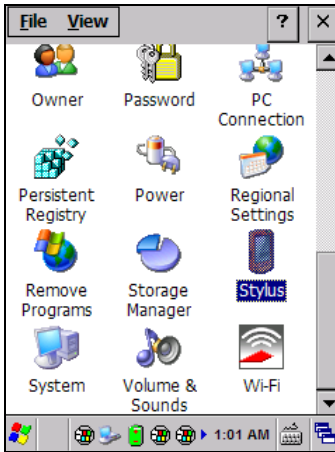 File View ? ×
Owner Password PC
Connection
Persistent Power Regional
Registry Settings
Remove Storage Stylus
Programs Manager
System Volume & Wi-Fi
Sounds
1:01 AM